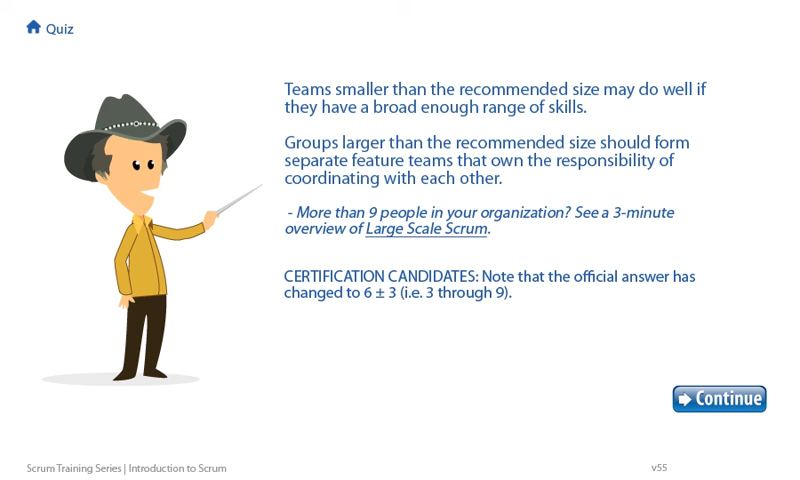 Quiz
Teams smaller than the recommended size may do well if
they have a broad enough range of skills.
Groups larger than the recommended size should form
separate feature teams that own the responsibility of
coordinating with each other.
- More than 9 people in your organization? See a 3-minute
overview of Large Scale Scrum.
CERTIFICATION CANDIDATES: Note that the official answer has
changed to 6 ± 3 (i.e. 3 through 9).
Continue
Scrum Training Series | Introduction to Scrum
v55